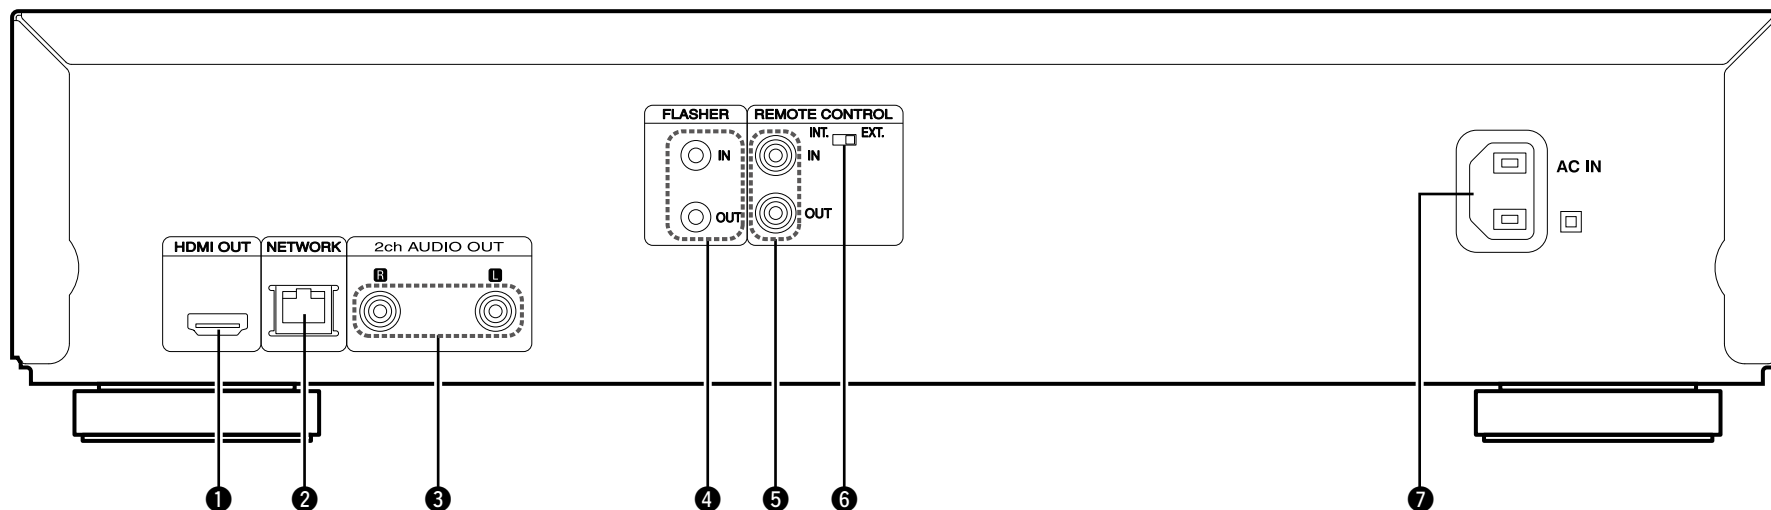 FLASHER
REMOTE CONTROL
INT.
EXT.
IN
IN
OUT
OUT
AC IN
HDMI OUT
NETWORK
2ch AUDIO OUT
R
L
1
2
3
4
5
6
7